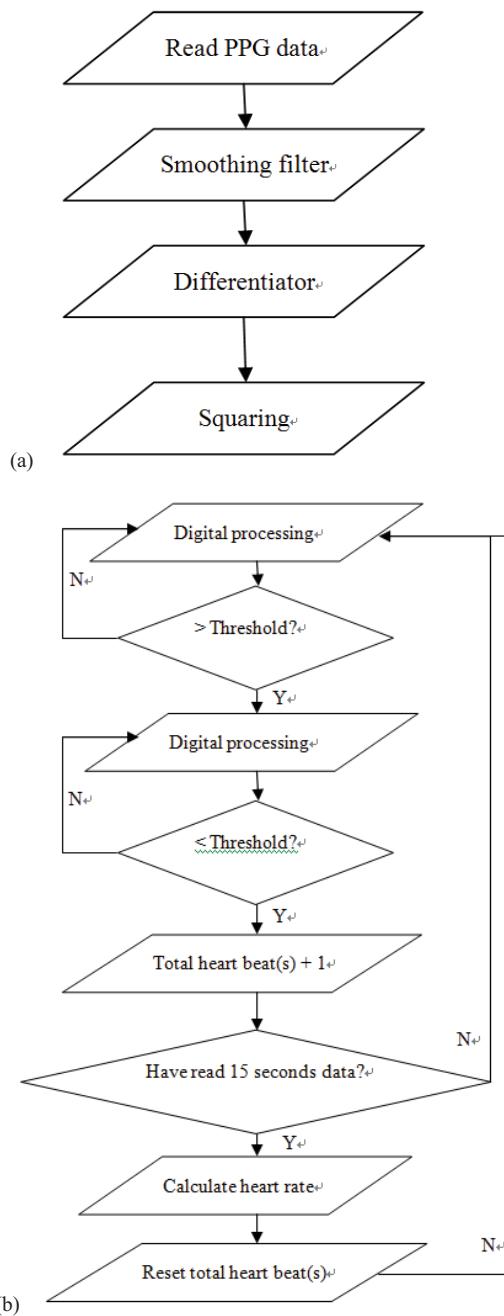 Read PPG data
Smoothing filter
Differentiator
Squaring
(a)
Digital processing
N
> Threshold?
Y
Digital processing
N
< Threshold?
Y
Total heart beat(s) + 1
N
Have read 15 seconds data?
Y
Calculate heart rate
N
Reset total heart beat(s)
(b)